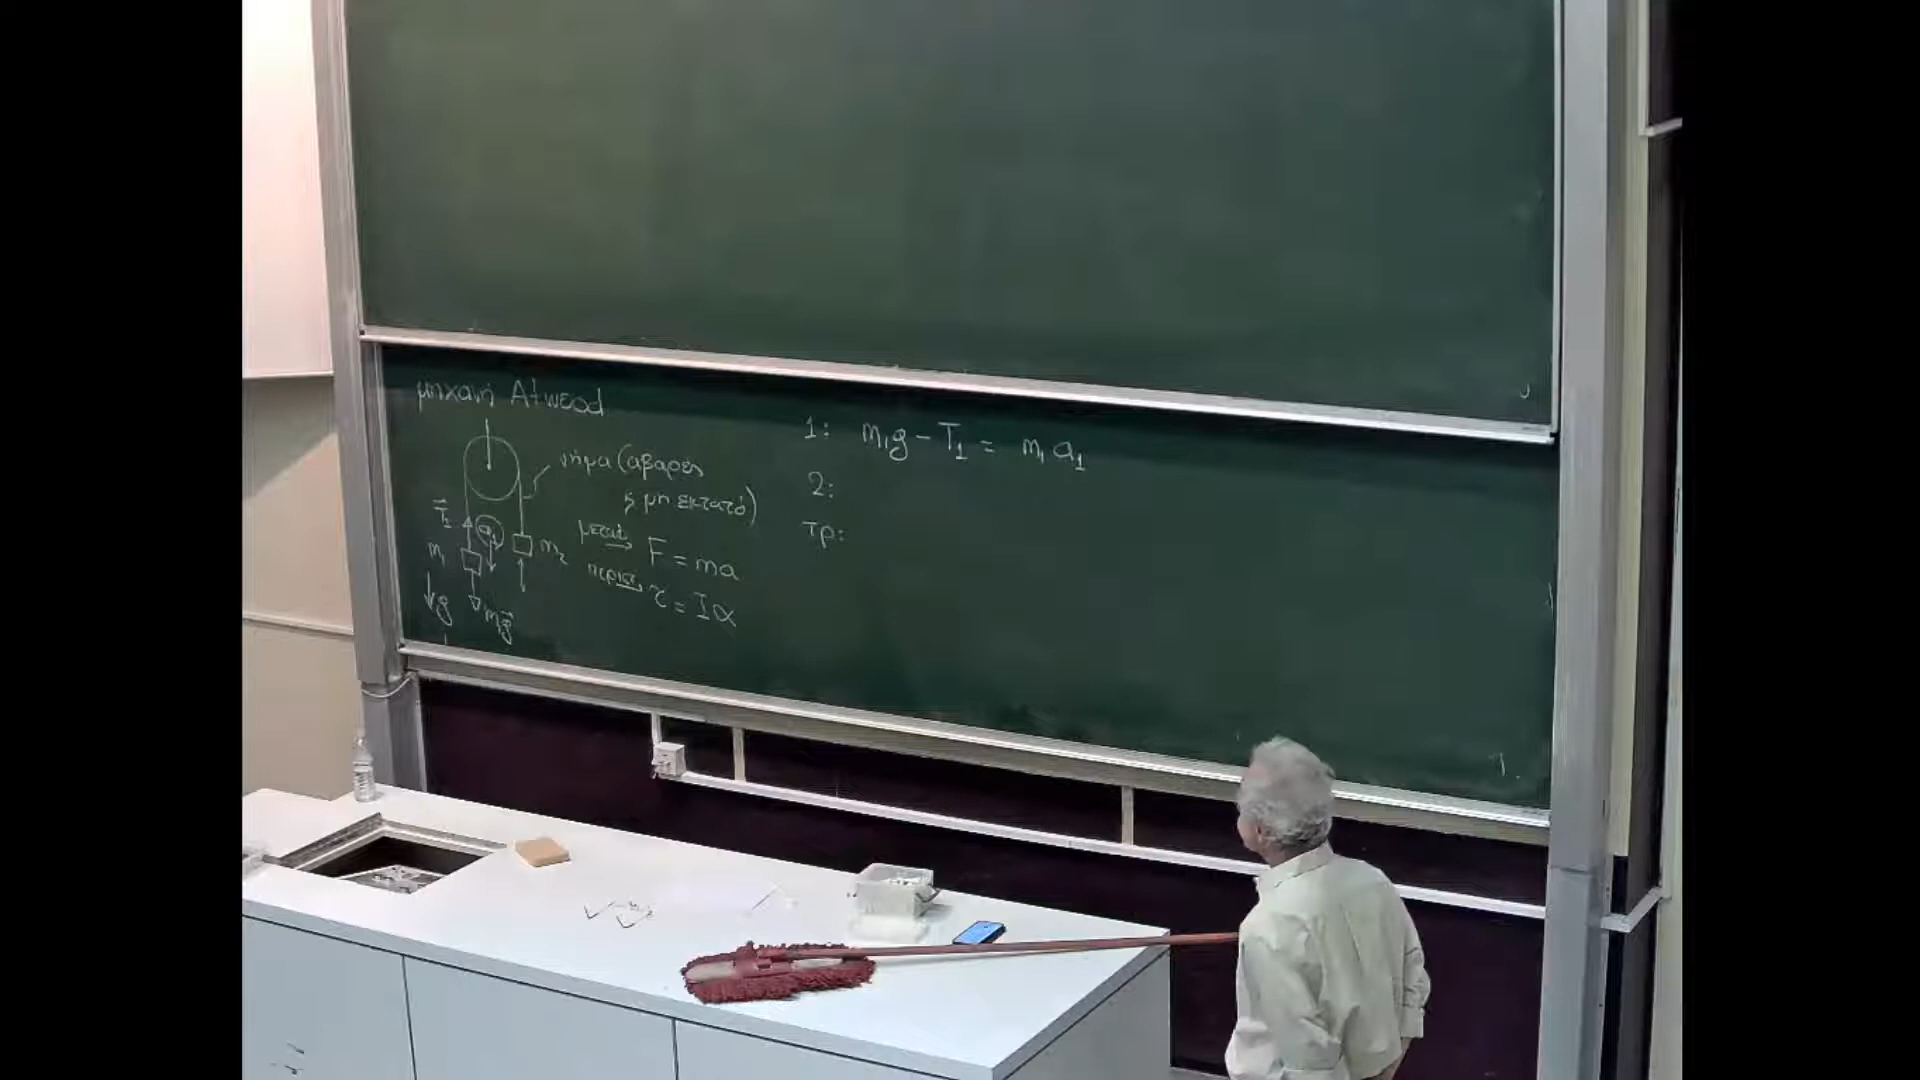 μηχανή Atwood
νήμα (αβαρές
ς μη εκτατό)
T⃗₁
a₁
m₁
m₂
g
m₁g⃗
μεταφ. F = ma
περιστ. τ = Iα
1: m₁g - T₁ = m₁a₁
2:
Τρ: